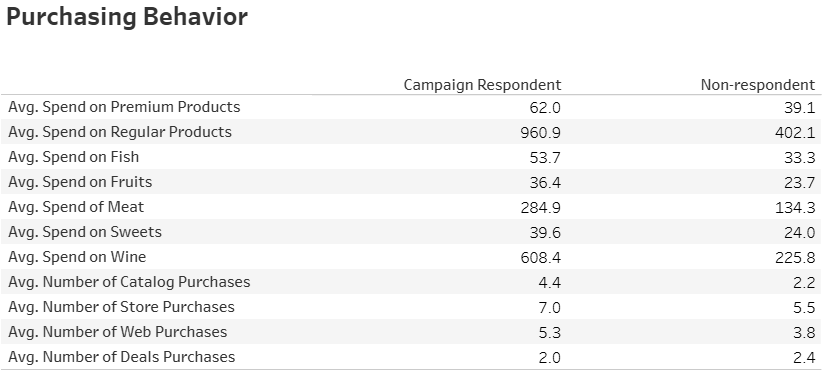 Purchasing Behavior
Campaign Respondent Non-respondent
Avg. Spend on Premium Products 62.0 39.1
Avg. Spend on Regular Products 960.9 402.1
Avg. Spend on Fish 53.7 33.3
Avg. Spend on Fruits 36.4 23.7
Avg. Spend of Meat 284.9 134.3
Avg. Spend on Sweets 39.6 24.0
Avg. Spend on Wine 608.4 225.8
Avg. Number of Catalog Purchases 4.4 2.2
Avg. Number of Store Purchases 7.0 5.5
Avg. Number of Web Purchases 5.3 3.8
Avg. Number of Deals Purchases 2.0 2.4